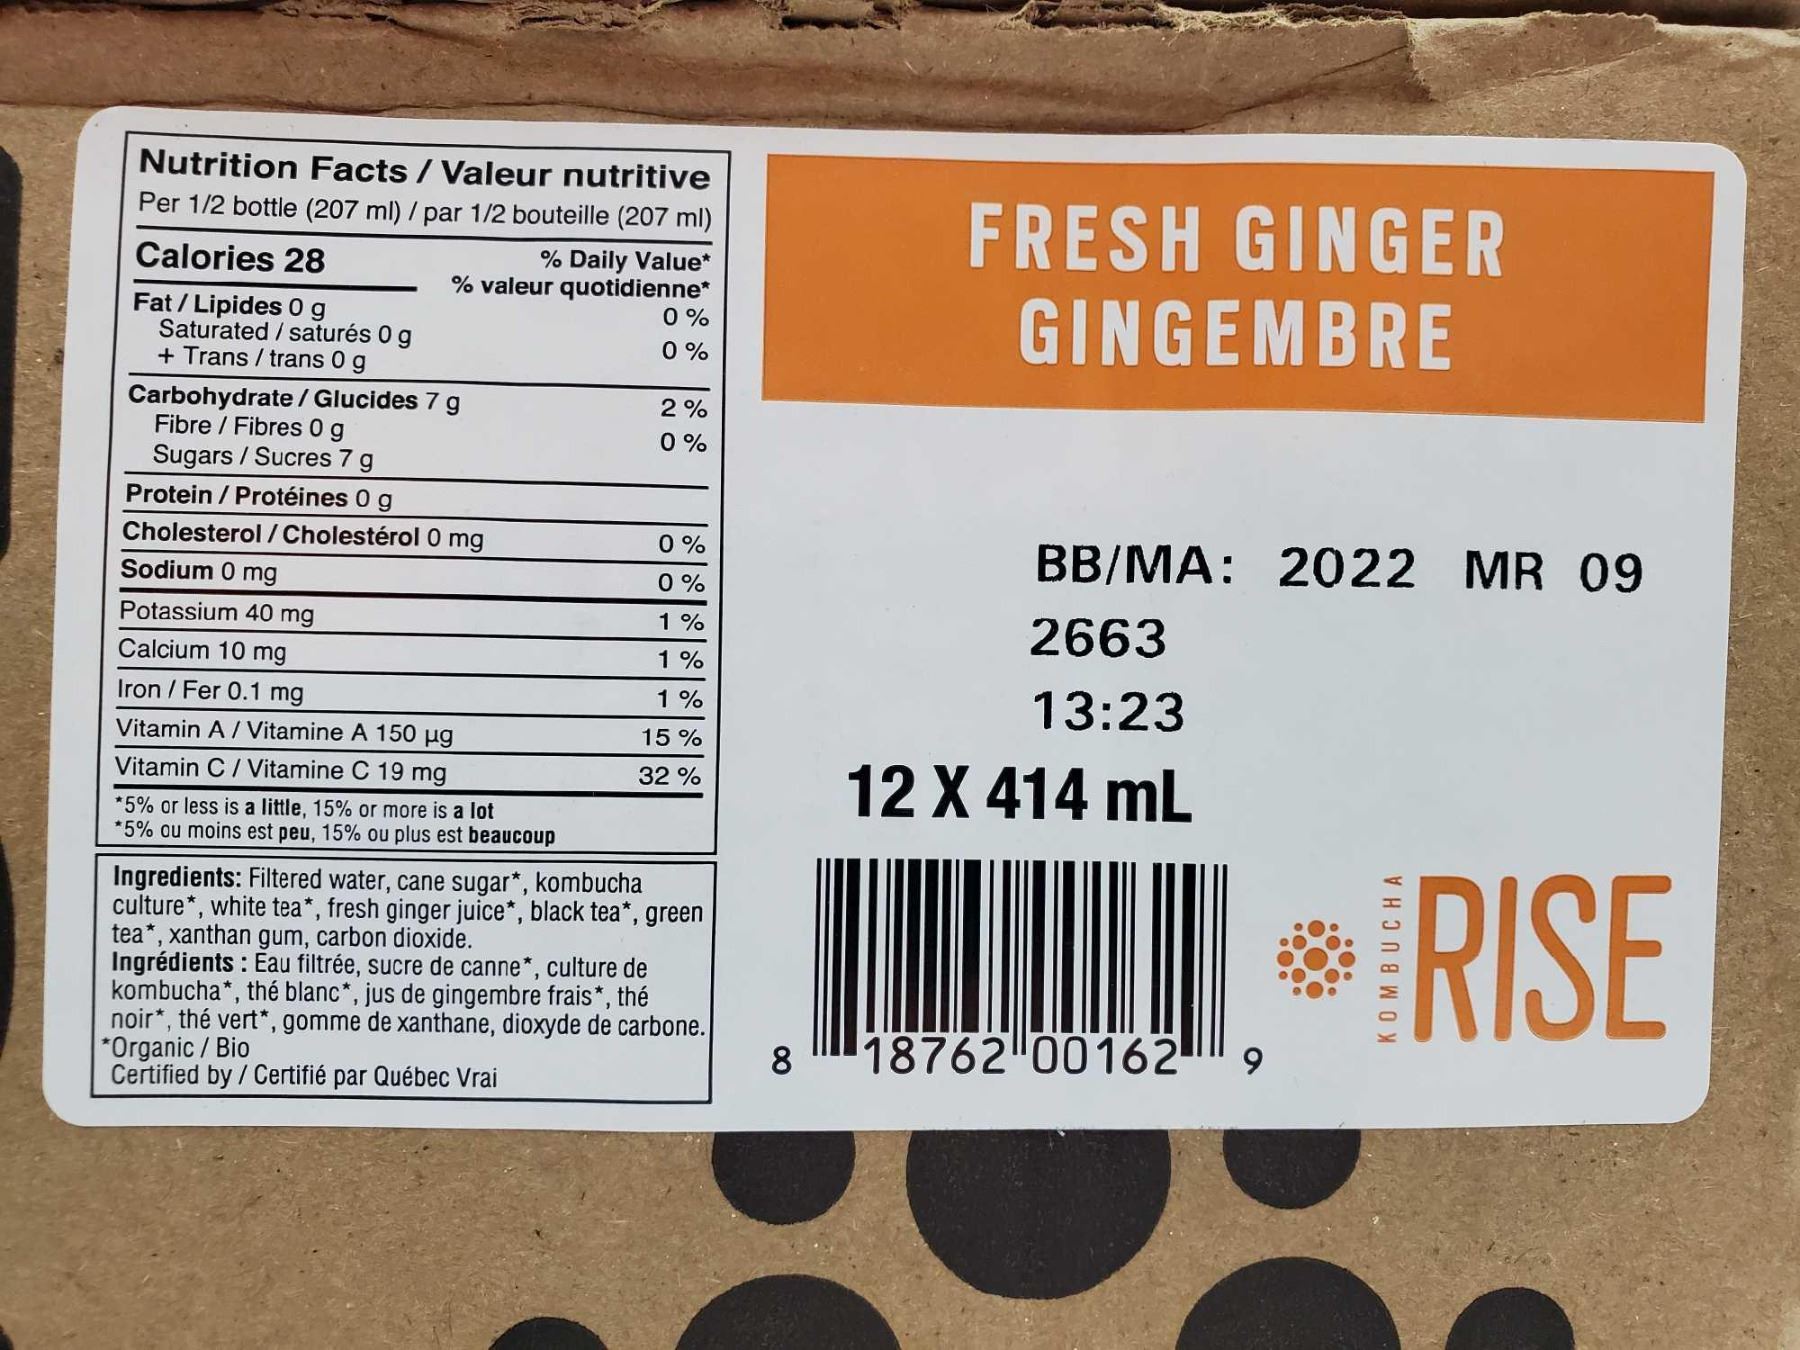 Nutrition Facts / Valeur nutritive
Per 1/2 bottle (207 ml) / par 1/2 bouteille (207 ml)
Calories 28
% Daily Value*
% valeur quotidienne*
Fat / Lipides 0 g 0 %
Saturated / saturés 0 g
+ Trans / trans 0 g 0 %
Carbohydrate / Glucides 7 g 2 %
Fibre / Fibres 0 g 0 %
Sugars / Sucres 7 g
Protein / Protéines 0 g
Cholesterol / Cholestérol 0 mg 0 %
Sodium 0 mg 0 %
Potassium 40 mg 1 %
Calcium 10 mg 1 %
Iron / Fer 0.1 mg 1 %
Vitamin A / Vitamine A 150 µg 15 %
Vitamin C / Vitamine C 19 mg 32 %
*5% or less is a little, 15% or more is a lot
*5% ou moins est peu, 15% ou plus est beaucoup
Ingredients: Filtered water, cane sugar*, kombucha
culture*, white tea*, fresh ginger juice*, black tea*, green
tea*, xanthan gum, carbon dioxide.
Ingrédients : Eau filtrée, sucre de canne*, culture de
kombucha*, thé blanc*, jus de gingembre frais*, thé
noir*, thé vert*, gomme de xanthane, dioxyde de carbone.
*Organic / Bio
Certified by / Certifié par Québec Vrai
FRESH GINGER
GINGEMBRE
BB/MA: 2022 MR 09
2663
13:23
12 X 414 mL
8 18762 00162 9
KOMBUCHA
RISE